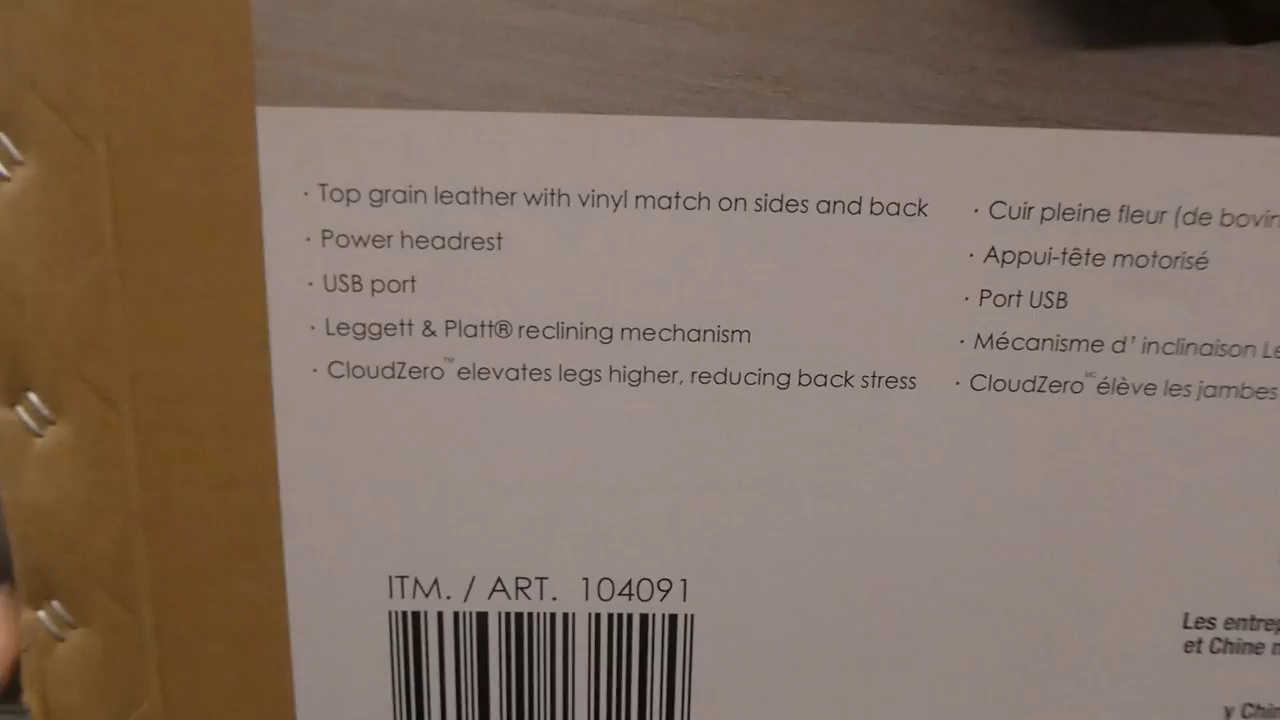 · Top grain leather with vinyl match on sides and back
· Power headrest
· USB port
· Leggett & Platt® reclining mechanism
· CloudZero™ elevates legs higher, reducing back stress
· Cuir pleine fleur (de
· Appui-tête motorisé
· Port USB
· Mécanisme d' inclinaison
· CloudZero MC élève les jambes
ITM. / ART. 104091
Les
et Chine
y